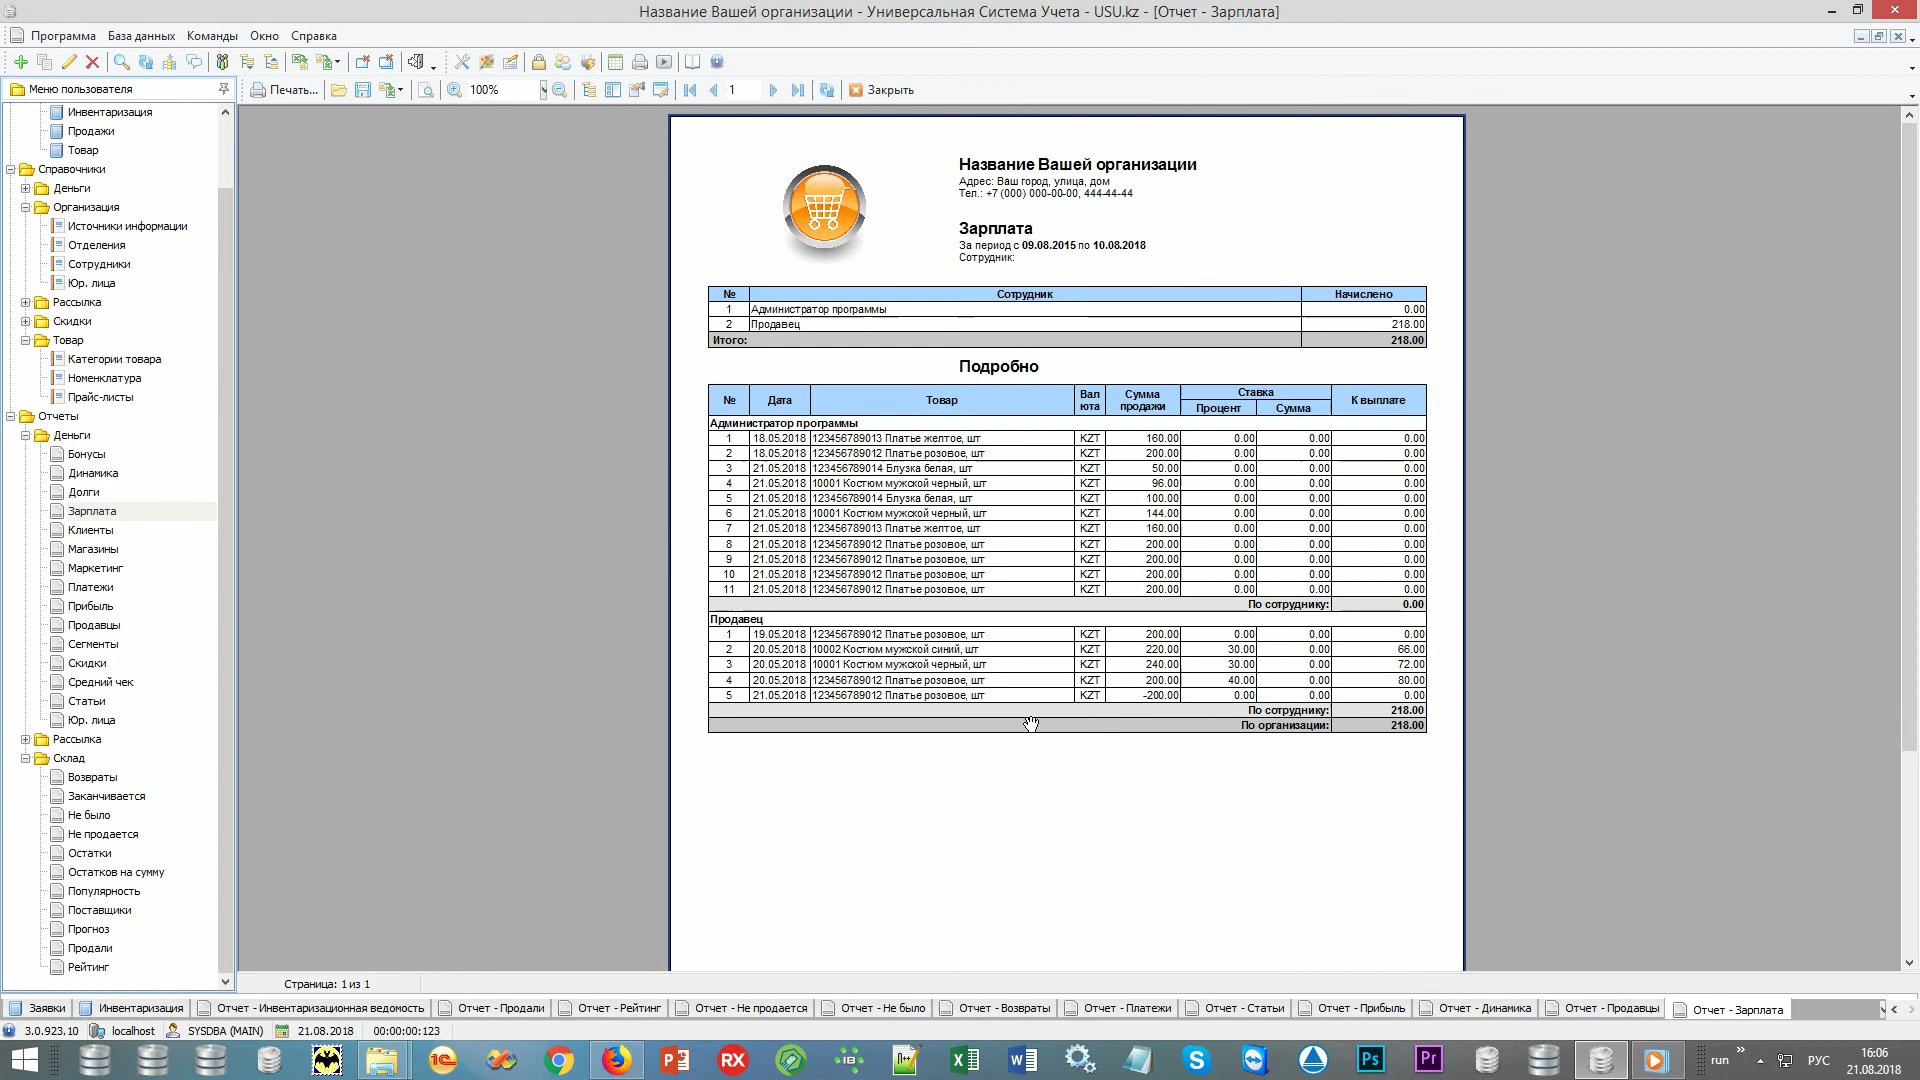 Название Вашей организации - Универсальная Система Учета - USU.kz - [Отчет - Зарплата]
Программа База данных Команды Окно Справка
Печать... 100% 1 Закрыть
Меню пользователя
Инвентаризация
Продажи
Товар
Справочники
Деньги
Организация
Источники информации
Отделения
Сотрудники
Юр. лица
Рассылка
Скидки
Товар
Категории товара
Номенклатура
Прайс-листы
Отчеты
Деньги
Бонусы
Динамика
Долги
Зарплата
Клиенты
Магазины
Маркетинг
Платежи
Прибыль
Продавцы
Сегменты
Скидки
Средний чек
Статьи
Юр. лица
Рассылка
Склад
Возвраты
Заканчивается
Не было
Не продается
Остатки
Остатков на сумму
Популярность
Поставщики
Прогноз
Продали
Рейтинг
Название Вашей организации
Адрес: Ваш город, улица, дом
Тел.: +7 (000) 000-00-00, 444-44-44
Зарплата
За период с 09.08.2015 по 10.08.2018
Сотрудник:
№ Сотрудник Начислено
1 Администратор программы 0.00
2 Продавец 218.00
Итого: 218.00
Подробно
№ Дата Товар Вал юта Сумма продажи Ставка Процент Сумма К выплате
Администратор программы
1 18.05.2018 123456789013 Платье желтое, шт KZT 160.00 0.00 0.00 0.00
2 18.05.2018 123456789012 Платье розовое, шт KZT 200.00 0.00 0.00 0.00
3 21.05.2018 123456789014 Блузка белая, шт KZT 50.00 0.00 0.00 0.00
4 21.05.2018 10001 Костюм мужской черный, шт KZT 96.00 0.00 0.00 0.00
5 21.05.2018 123456789014 Блузка белая, шт KZT 100.00 0.00 0.00 0.00
6 21.05.2018 10001 Костюм мужской черный, шт KZT 144.00 0.00 0.00 0.00
7 21.05.2018 123456789013 Платье желтое, шт KZT 160.00 0.00 0.00 0.00
8 21.05.2018 123456789012 Платье розовое, шт KZT 200.00 0.00 0.00 0.00
9 21.05.2018 123456789012 Платье розовое, шт KZT 200.00 0.00 0.00 0.00
10 21.05.2018 123456789012 Платье розовое, шт KZT 200.00 0.00 0.00 0.00
11 21.05.2018 123456789012 Платье розовое, шт KZT 200.00 0.00 0.00 0.00
По сотруднику: 0.00
Продавец
1 19.05.2018 123456789012 Платье розовое, шт KZT 200.00 0.00 0.00 0.00
2 20.05.2018 10002 Костюм мужской синий, шт KZT 220.00 30.00 0.00 66.00
3 20.05.2018 10001 Костюм мужской черный, шт KZT 240.00 30.00 0.00 72.00
4 20.05.2018 123456789012 Платье розовое, шт KZT 200.00 40.00 0.00 80.00
5 21.05.2018 123456789012 Платье розовое, шт KZT -200.00 0.00 0.00 0.00
По сотруднику: 218.00
По организации: 218.00
Страница: 1 из 1
Заявки Инвентаризация Отчет - Инвентаризационная ведомость Отчет - Продали Отчет - Рейтинг Отчет - Не продается Отчет - Не было Отчет - Возвраты Отчет - Платежи Отчет - Статьи Отчет - Прибыль Отчет - Динамика Отчет - Продавцы Отчет - Зарплата
3.0.923.10 localhost SYSDBA (MAIN) 21.08.2018 00:00:00:123
run РУС 16:06
21.08.2018